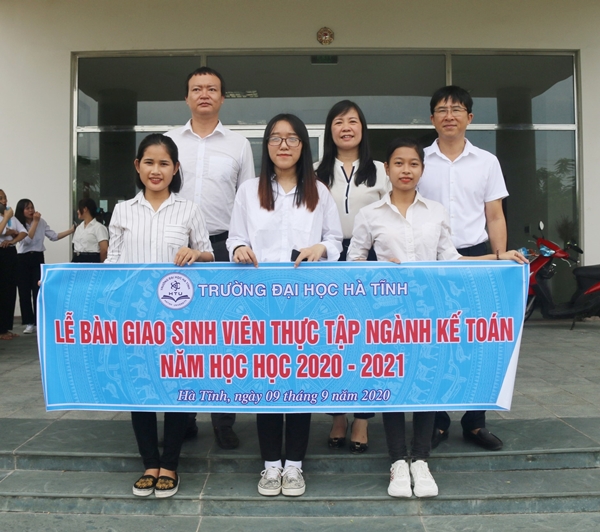 TRƯỜNG ĐẠI HỌC HÀ TĨNH
HTU
LỄ BÀN GIAO SINH VIÊN THỰC TẬP NGÀNH KẾ TOÁN
NĂM HỌC HỌC 2020 - 2021
Hà Tĩnh, ngày 09 tháng 9 năm 2020